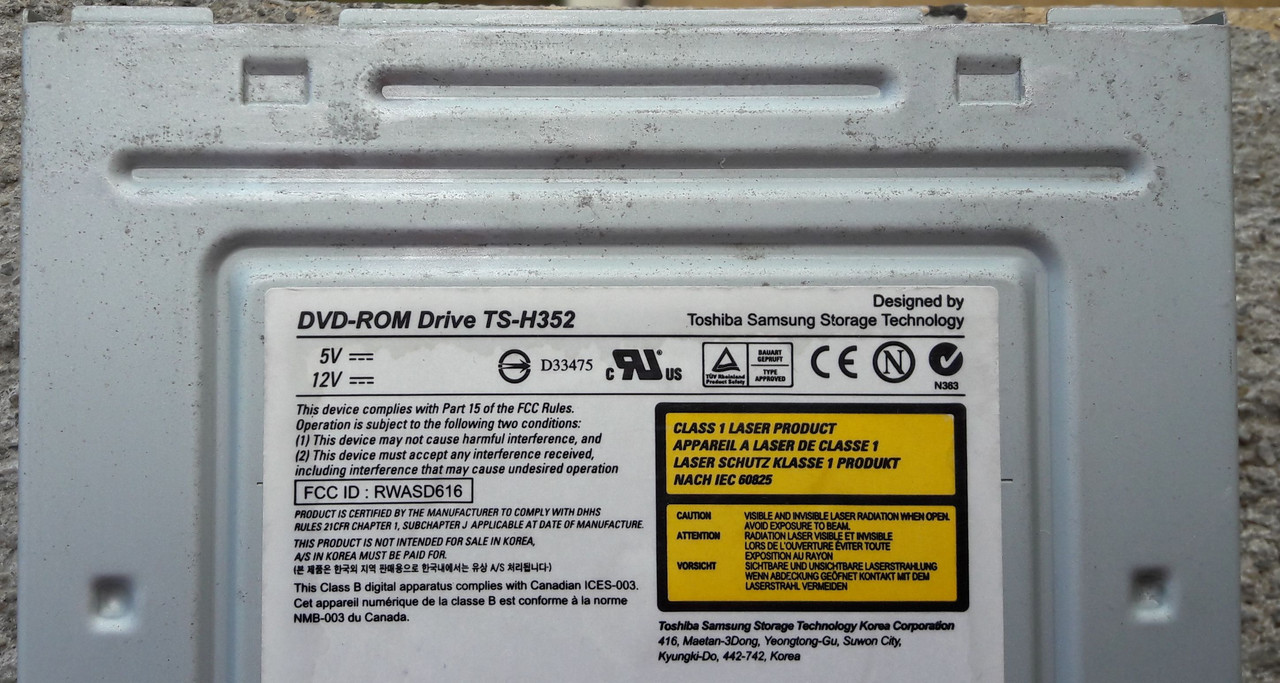 DVD-ROM Drive TS-H352
Designed by
Toshiba Samsung Storage Technology
5V
12V
D33475
c RU US
TÜV Rheinland
Product Safety
BAUART
GEPRÜFT
TYPE
APPROVED
CE
N
N363
This device complies with Part 15 of the FCC Rules.
Operation is subject to the following two conditions:
(1) This device may not cause harmful interference, and
(2) This device must accept any interference received,
including interference that may cause undesired operation
FCC ID : RWASD616
PRODUCT IS CERTIFIED BY THE MANUFACTURER TO COMPLY WITH DHHS
RULES 21CFR CHAPTER 1, SUBCHAPTER J APPLICABLE AT DATE OF MANUFACTURE.
THIS PRODUCT IS NOT INTENDED FOR SALE IN KOREA,
A/S IN KOREA MUST BE PAID FOR.
(본 제품은 한국외 지역 판매용으로 한국내에서는 유상 A/S 처리됩니다.)
This Class B digital apparatus complies with Canadian ICES-003.
Cet appareil numérique de la classe B est conforme à la norme
NMB-003 du Canada.
CLASS 1 LASER PRODUCT
APPAREIL A LASER DE CLASSE 1
LASER SCHUTZ KLASSE 1 PRODUKT
NACH IEC 60825
CAUTION VISIBLE AND INVISIBLE LASER RADIATION WHEN OPEN.
AVOID EXPOSURE TO BEAM.
ATTENTION RADIATION LASER VISIBLE ET INVISIBLE
LORS DE L'OUVERTURE ÉVITER TOUTE
EXPOSITION AU RAYON
VORSICHT SICHTBARE UND UNSICHTBARE LASERSTRAHLUNG
WENN ABDECKUNG GEÖFNET KONTAKT MIT DEM
LASERSTRAHL VERMEIDEN
Toshiba Samsung Storage Technology Korea Corporation
416, Maetan-3Dong, Yeongtong-Gu, Suwon City,
Kyungki-Do, 442-742, Korea